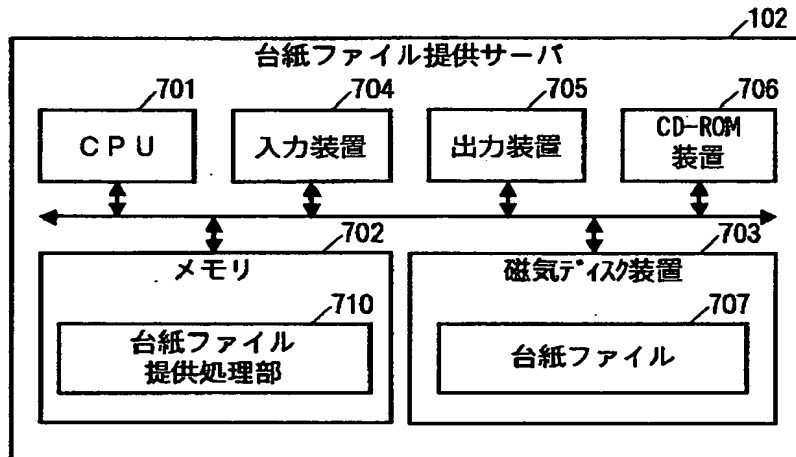 102
台紙ファイル提供サーバ
701
704
705
706
CPU
入力装置
出力装置
CD-ROM
装置
702
703
メモリ
磁気ディスク装置
710
707
台紙ファイル
提供処理部
台紙ファイル